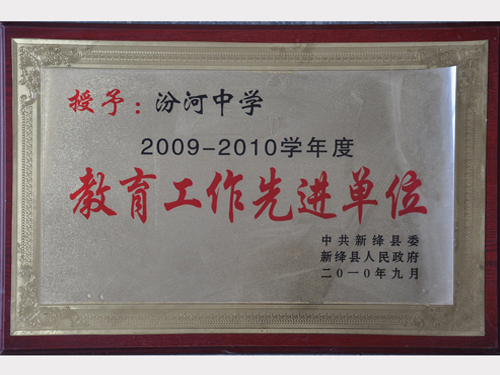 授予：汾河中学
2009-2010学年度
教育工作先进单位
中共新绛县委
新绛县人民政府
二〇一〇年九月